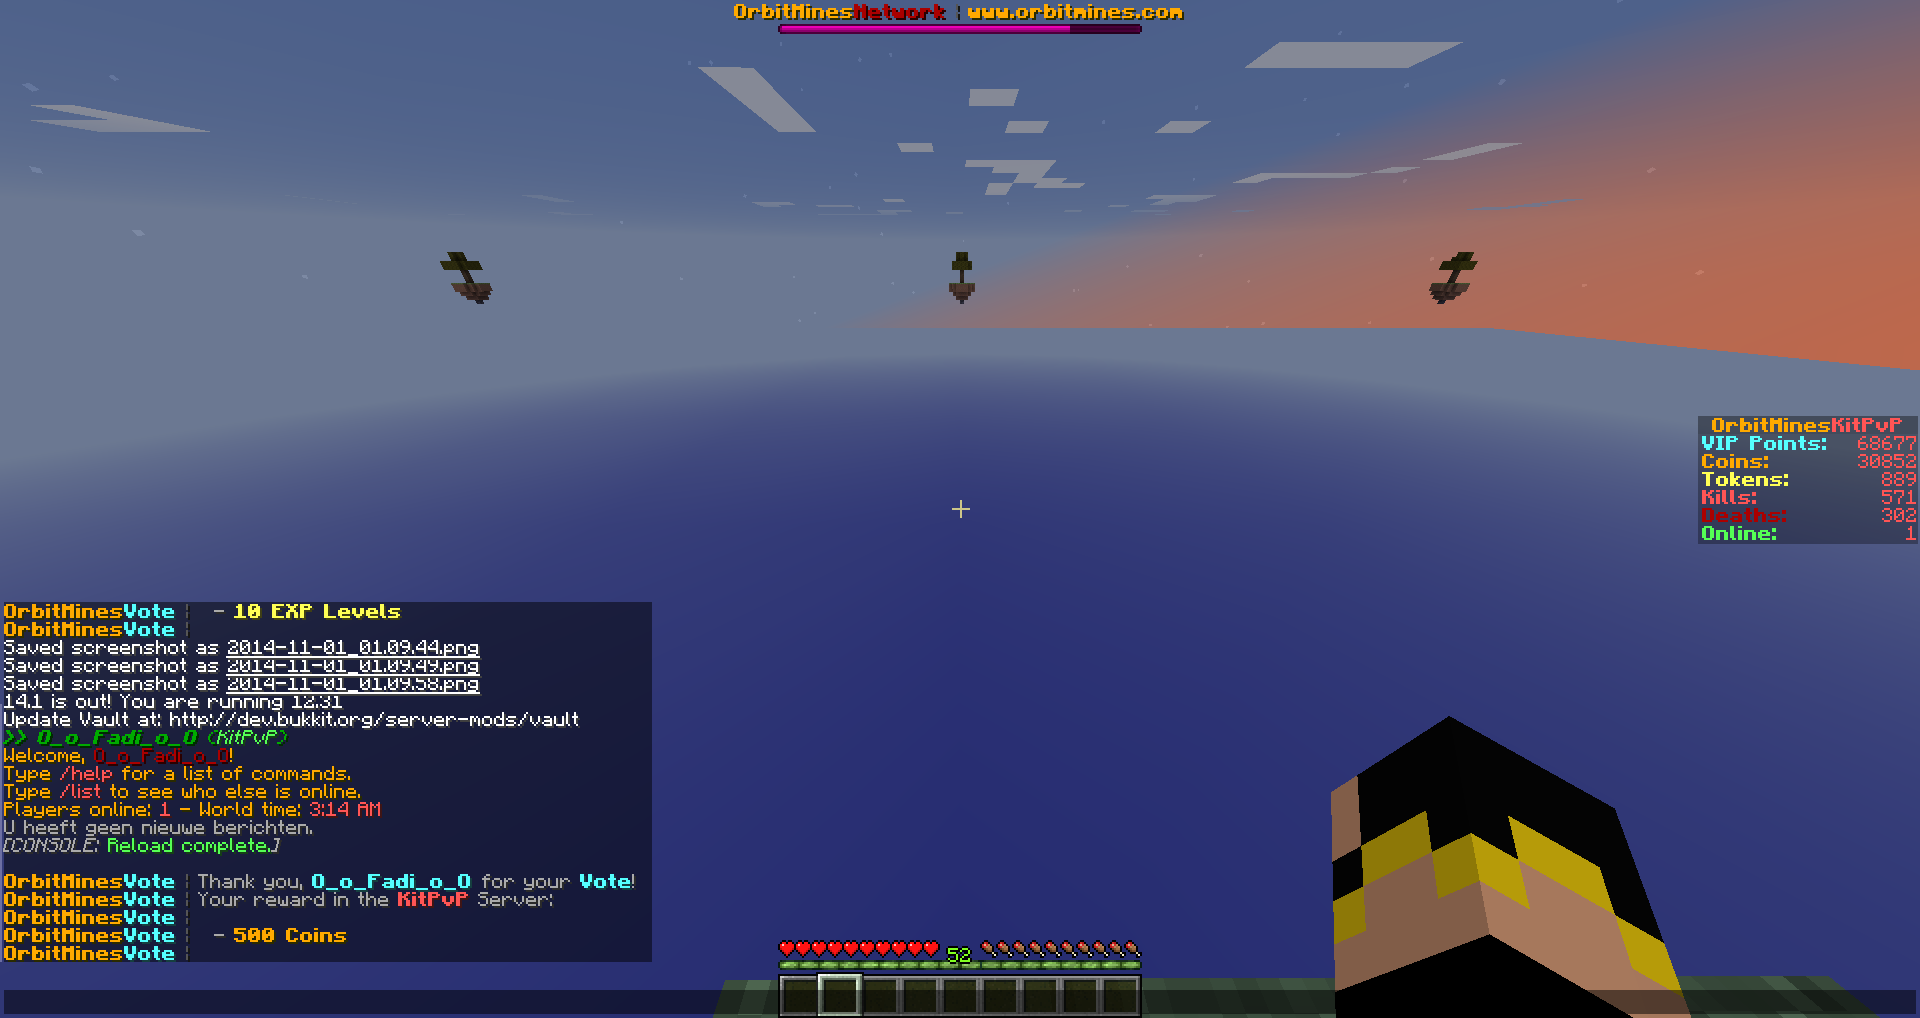 OrbitMinesNetwork | www.orbitmines.com
OrbitMinesKitPvP
VIP Points: 68677
Coins: 30852
Tokens: 889
Kills: 571
Deaths: 302
Online: 1
OrbitMinesVote | - 10 EXP Levels
OrbitMinesVote |
Saved screenshot as 2014-11-01_01.09.44.png
Saved screenshot as 2014-11-01_01.09.49.png
Saved screenshot as 2014-11-01_01.09.58.png
14.1 is out! You are running 12.31
Update Vault at: http://dev.bukkit.org/server-mods/vault
>> O_o_Fadi_o_O (KitPvP)
Welcome, O_o_Fadi_o_O!
Type /help for a list of commands.
Type /list to see who else is online.
Players online: 1 - World time: 3:14 AM
U heeft geen nieuwe berichten.
[CONSOLE: Reload complete.]
OrbitMinesVote | Thank you, O_o_Fadi_o_O for your Vote!
OrbitMinesVote | Your reward in the KitPvP Server:
OrbitMinesVote |
OrbitMinesVote | - 500 Coins
OrbitMinesVote |
52